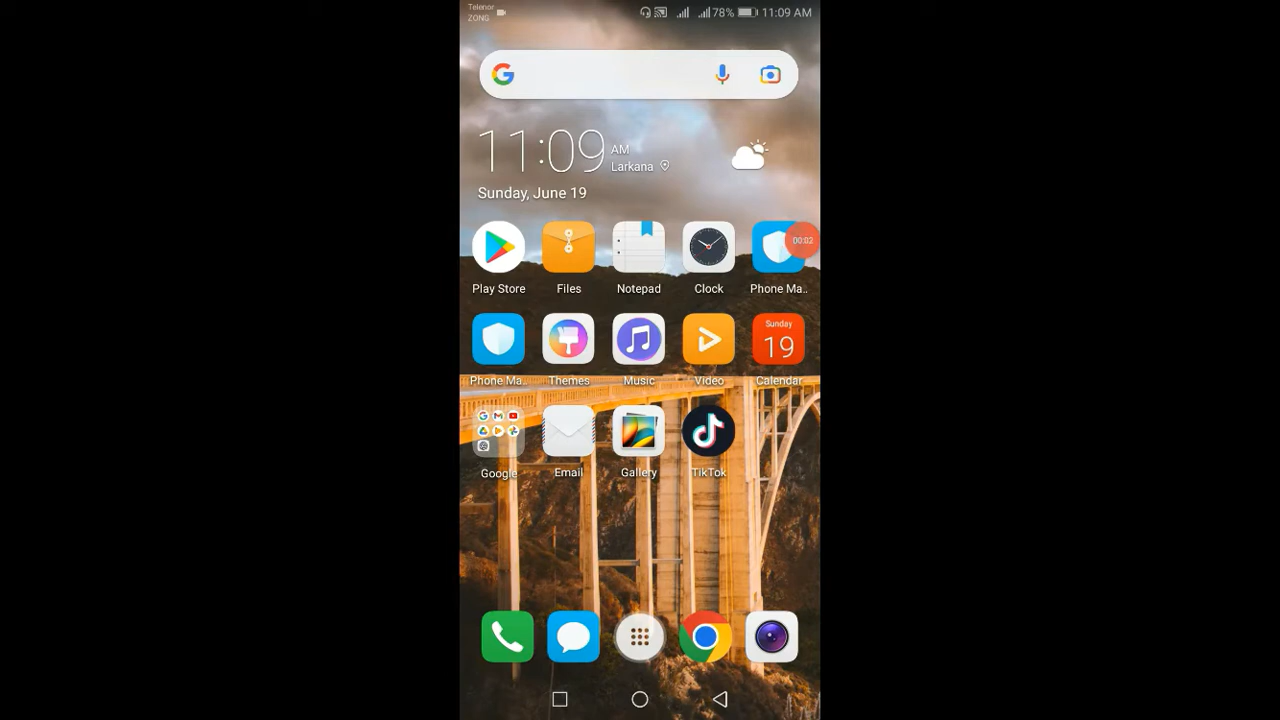 Telenor
ZONG
78% 11:09 AM
11:09 AM
Larkana
Sunday, June 19
00:02
Play Store Files Notepad Clock Phone Ma..
Sunday
19
Phone Ma.. Themes Music Video Calendar
Google Email Gallery TikTok